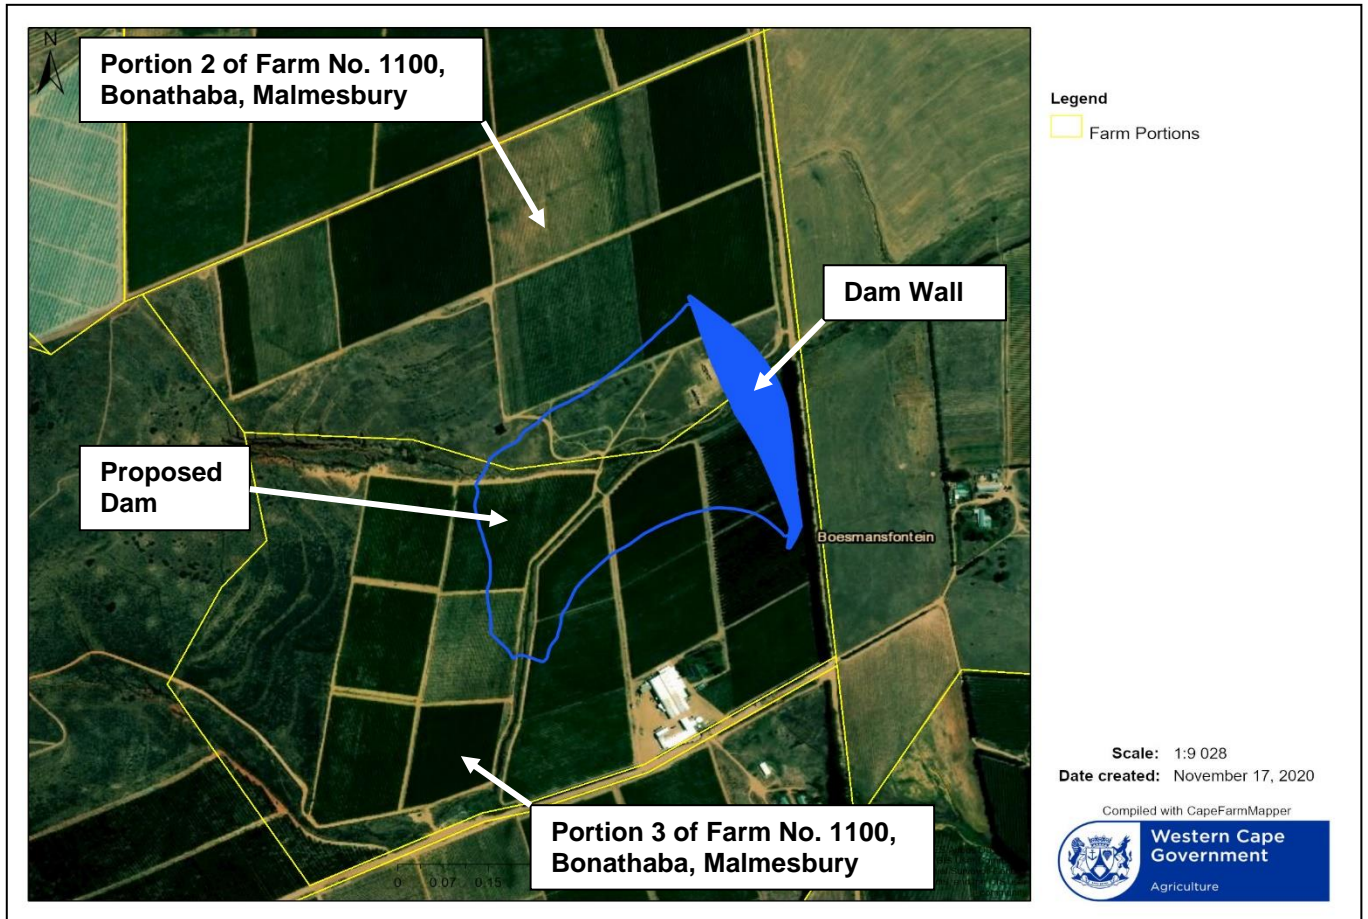 N
Portion 2 of Farm No. 1100,
Bonathaba, Malmesbury
Legend
Farm Portions
Dam Wall
Proposed
Dam
Boesmansfontein
Portion 3 of Farm No. 1100,
Bonathaba, Malmesbury
0 0.07 0.15
Scale: 1:9 028
Date created: November 17, 2020
Compiled with CapeFarmMapper
Western Cape
Government
Agriculture